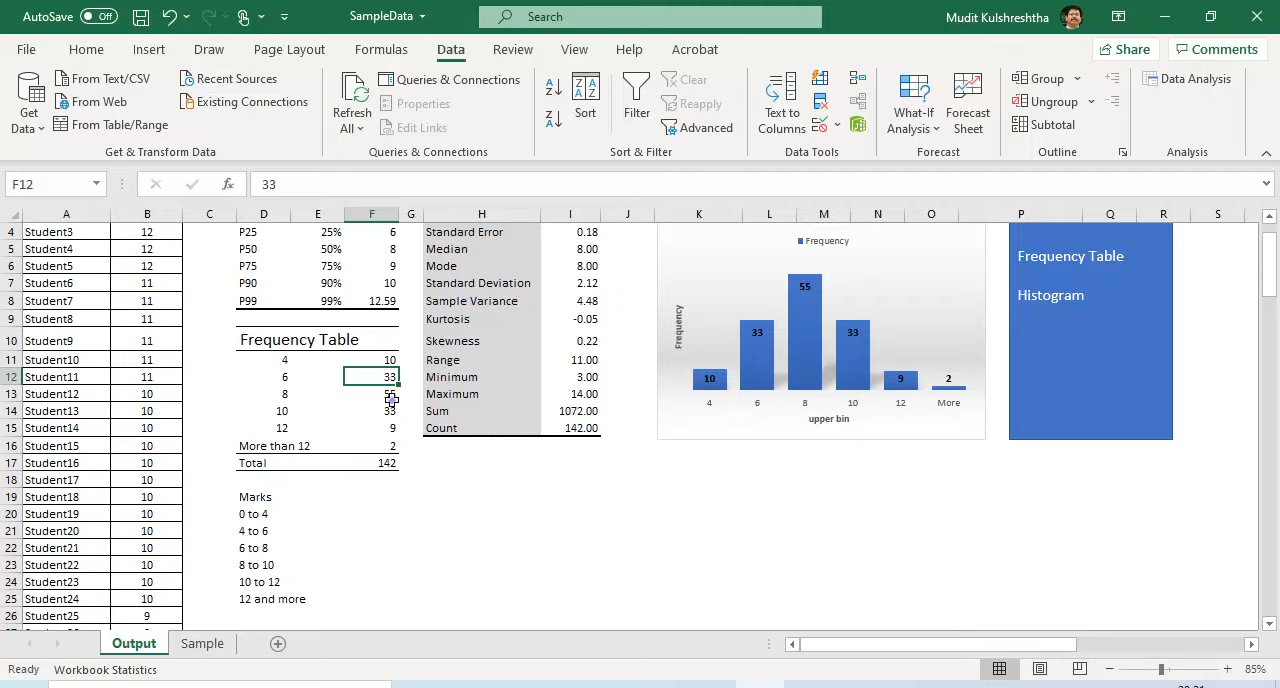 AutoSave Off SampleData Search Mudit Kulshreshtha
File Home Insert Draw Page Layout Formulas Data Review View Help Acrobat Share Comments
Get Data From Text/CSV From Web From Table/Range Recent Sources Existing Connections
Get & Transform Data
Refresh All Queries & Connections Properties Edit Links
Queries & Connections
Sort Filter Clear Reapply Advanced
Sort & Filter
Text to Columns
Data Tools
What-If Analysis Forecast Sheet
Forecast
Group Ungroup Subtotal
Outline
Data Analysis
Analysis
F12 fx 33
A B C D E F G H I J K L M N O P Q R S
4 Student3 12 P25 25% 6 Standard Error 0.18
5 Student4 12 P50 50% 8 Median 8.00
6 Student5 12 P75 75% 9 Mode 8.00
7 Student6 11 P90 90% 10 Standard Deviation 2.12
8 Student7 11 P99 99% 12.59 Sample Variance 4.48
9 Student8 11 Kurtosis -0.05
10 Student9 11 Frequency Table Skewness 0.22
11 Student10 11 4 10 Range 11.00
12 Student11 11 6 33 Minimum 3.00
13 Student12 10 8 55 Maximum 14.00
14 Student13 10 10 33 Sum 1072.00
15 Student14 10 12 9 Count 142.00
16 Student15 10 More than 12 2
17 Student16 10 Total 142
18 Student17 10
19 Student18 10 Marks
20 Student19 10 0 to 4
21 Student20 10 4 to 6
22 Student21 10 6 to 8
23 Student22 10 8 to 10
24 Student23 10 10 to 12
25 Student24 10 12 and more
26 Student25 9
Frequency
Frequency
10 33 55 33 9 2
4 6 8 10 12 More
upper bin
Frequency Table
Histogram
Output Sample
Ready Workbook Statistics 85%